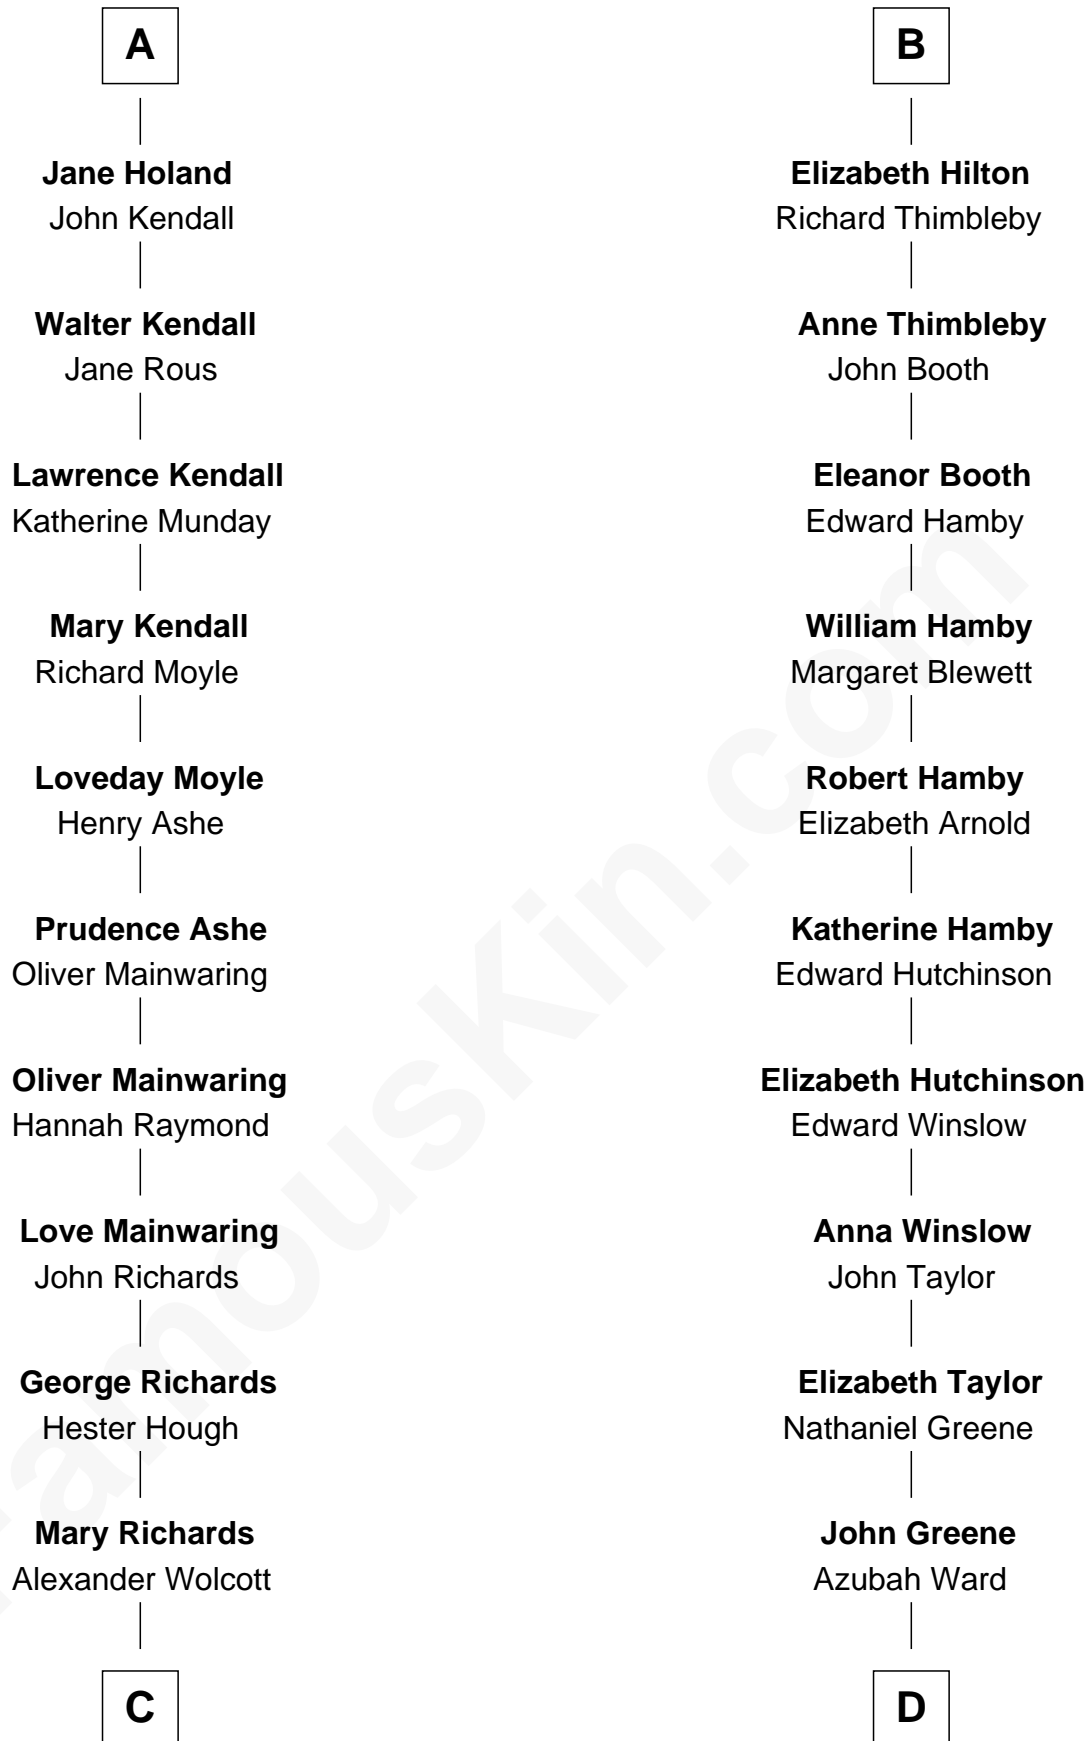 A
Jane Holand
John Kendall
Walter Kendall
Jane Rous
Lawrence Kendall
Katherine Munday
Mary Kendall
Richard Moyle
Loveday Moyle
Henry Ashe
Prudence Ashe
Oliver Mainwaring
Oliver Mainwaring
Hannah Raymond
Love Mainwaring
John Richards
George Richards
Hester Hough
Mary Richards
Alexander Wolcott
C
B
Elizabeth Hilton
Richard Thimbleby
Anne Thimbleby
John Booth
Eleanor Booth
Edward Hamby
William Hamby
Margaret Blewett
Robert Hamby
Elizabeth Arnold
Katherine Hamby
Edward Hutchinson
Elizabeth Hutchinson
Edward Winslow
Anna Winslow
John Taylor
Elizabeth Taylor
Nathaniel Greene
John Greene
Azubah Ward
D
FamousKin.com